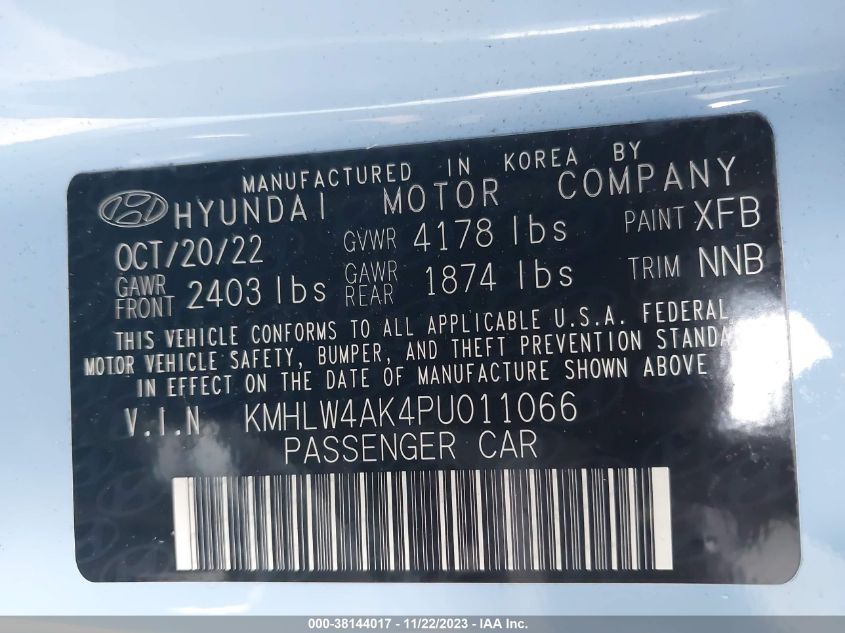 MANUFACTURED IN KOREA BY
HYUNDAI MOTOR COMPANY
OCT/20/22 GVWR 4178 lbs PAINT XFB
GAWR FRONT 2403 lbs GAWR REAR 1874 lbs TRIM NNB
THIS VEHICLE CONFORMS TO ALL APPLICABLE U.S.A. FEDERAL
MOTOR VEHICLE SAFETY, BUMPER, AND THEFT PREVENTION STANDA
IN EFFECT ON THE DATE OF MANUFACTURE SHOWN ABOVE
V.I.N KMHLW4AK4PU011066
PASSENGER CAR
000-38144017 - 11/22/2023 - IAA Inc.